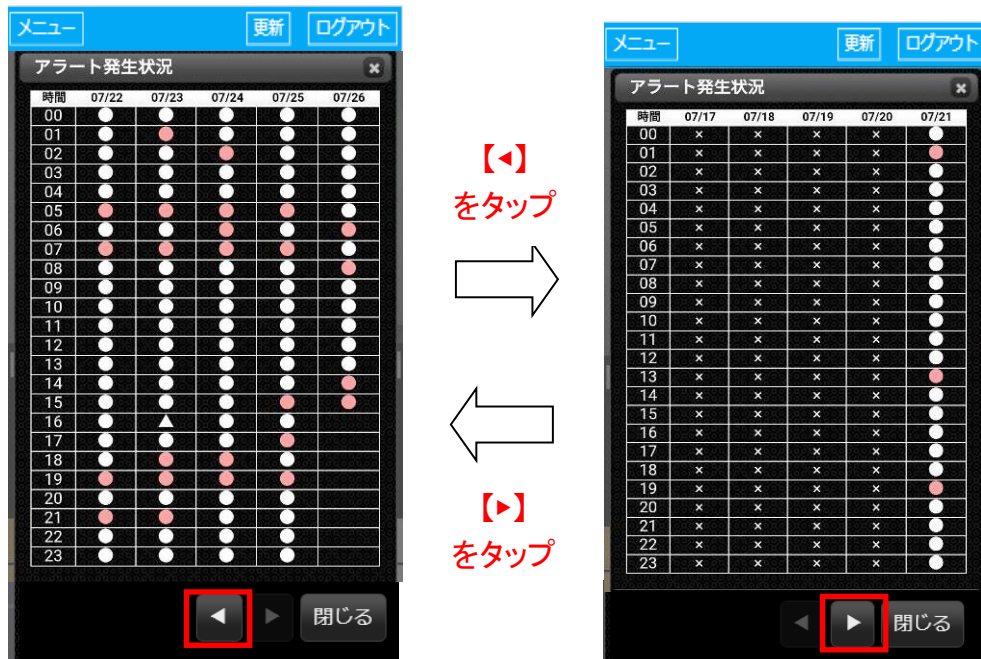 メニュー 更新 ログアウト
アラート発生状況 ×
時間 07/22 07/23 07/24 07/25 07/26
00 ● ● ● ● ●
01 ● ● ● ● ●
02 ● ● ● ● ●
03 ● ● ● ● ●
04 ● ● ● ● ●
05 ● ● ● ● ●
06 ● ● ● ● ●
07 ● ● ● ● ●
08 ● ● ● ● ●
09 ● ● ● ● ●
10 ● ● ● ● ●
11 ● ● ● ● ●
12 ● ● ● ● ●
13 ● ● ● ● ●
14 ● ● ● ● ●
15 ● ● ● ● ●
16 ● ▲ ● ●
17 ● ● ● ●
18 ● ● ● ●
19 ● ● ● ●
20 ● ● ● ●
21 ● ● ● ●
22 ● ● ● ●
23 ● ● ● ●
◀ ▶ 閉じる
【◀】
をタップ
【▶】
をタップ
メニュー 更新 ログアウト
アラート発生状況 ×
時間 07/17 07/18 07/19 07/20 07/21
00 × × × × ●
01 × × × × ●
02 × × × × ●
03 × × × × ●
04 × × × × ●
05 × × × × ●
06 × × × × ●
07 × × × × ●
08 × × × × ●
09 × × × × ●
10 × × × × ●
11 × × × × ●
12 × × × × ●
13 × × × × ●
14 × × × × ●
15 × × × × ●
16 × × × × ●
17 × × × × ●
18 × × × × ●
19 × × × × ●
20 × × × × ●
21 × × × × ●
22 × × × × ●
23 × × × × ●
◀ ▶ 閉じる